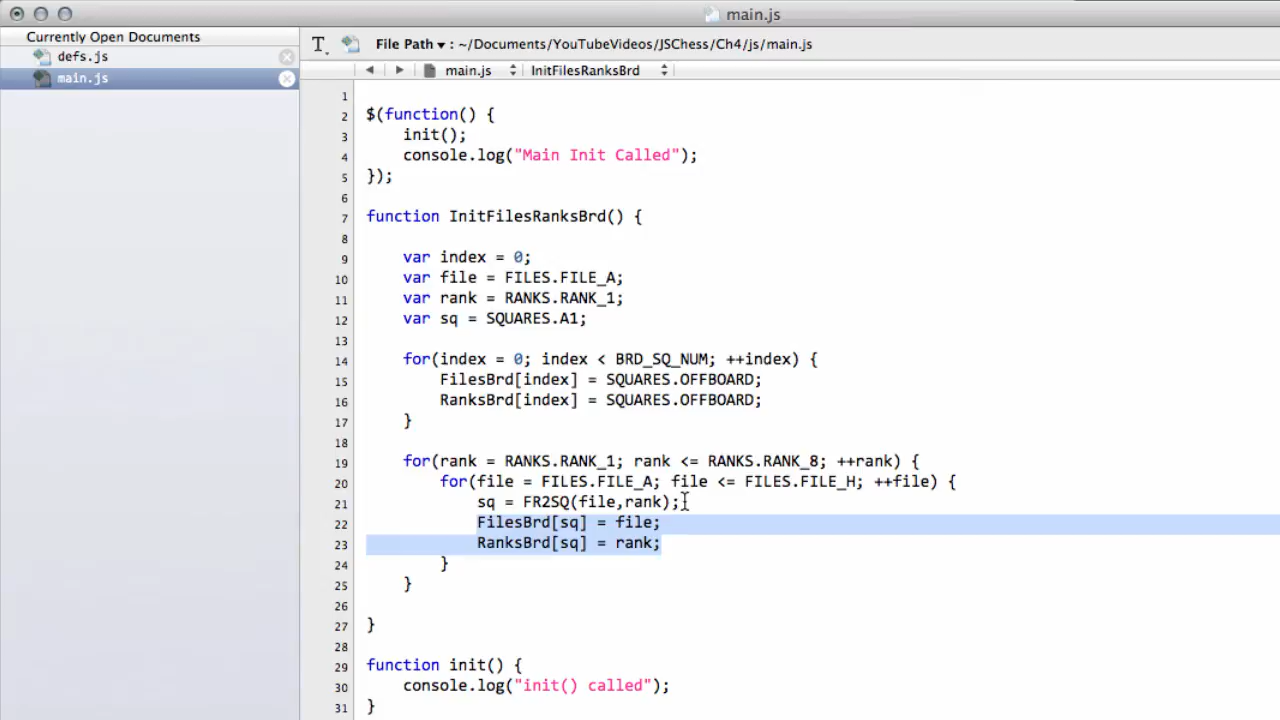 main.js
Currently Open Documents
defs.js
main.js
File Path ▾ : ~/Documents/YouTubeVideos/JSChess/Ch4/js/main.js
main.js InitFilesRanksBrd
1
2 $(function() {
3 init();
4 console.log("Main Init Called");
5 });
6
7 function InitFilesRanksBrd() {
8
9 var index = 0;
10 var file = FILES.FILE_A;
11 var rank = RANKS.RANK_1;
12 var sq = SQUARES.A1;
13
14 for(index = 0; index < BRD_SQ_NUM; ++index) {
15 FilesBrd[index] = SQUARES.OFFBOARD;
16 RanksBrd[index] = SQUARES.OFFBOARD;
17 }
18
19 for(rank = RANKS.RANK_1; rank <= RANKS.RANK_8; ++rank) {
20 for(file = FILES.FILE_A; file <= FILES.FILE_H; ++file) {
21 sq = FR2SQ(file,rank);
22 FilesBrd[sq] = file;
23 RanksBrd[sq] = rank;
24 }
25 }
26
27 }
28
29 function init() {
30 console.log("init() called");
31 }